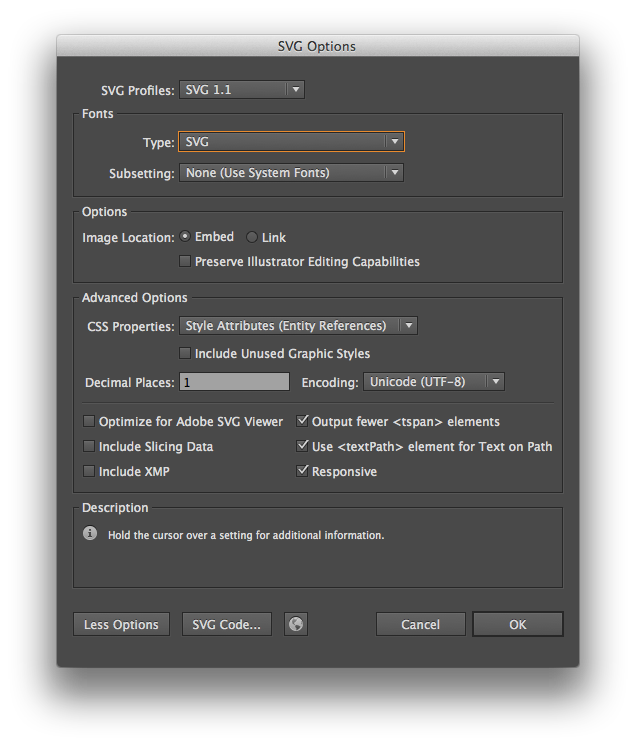 SVG Options
SVG Profiles: SVG 1.1
Fonts
Type: SVG
Subsetting: None (Use System Fonts)
Options
Image Location: Embed Link
Preserve Illustrator Editing Capabilities
Advanced Options
CSS Properties: Style Attributes (Entity References)
Include Unused Graphic Styles
Decimal Places: 1 Encoding: Unicode (UTF-8)
Optimize for Adobe SVG Viewer Output fewer <tspan> elements
Include Slicing Data Use <textPath> element for Text on Path
Include XMP Responsive
Description
Hold the cursor over a setting for additional information.
Less Options SVG Code... Cancel OK